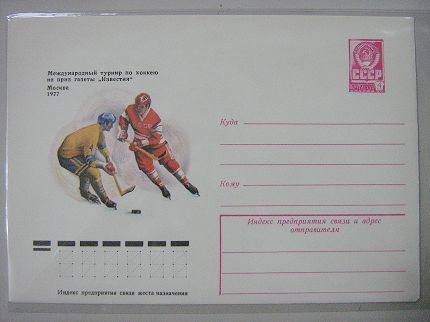 Международный турнир по хоккею
на приз газеты „Известия“
Москва
1977
СССР
4
Куда
Кому
Индекс предприятия связи и адрес
отправителя
Индекс предприятия связи места назначения